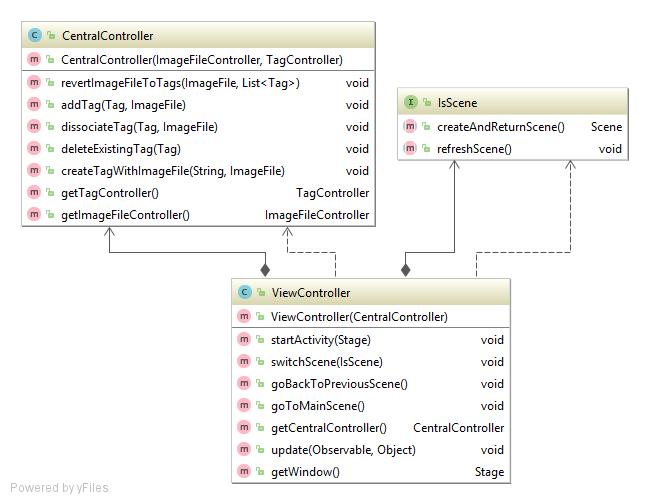 CentralController
CentralController(ImageFileController, TagController)
revertImageFileToTags(ImageFile, List<Tag>) void
addTag(Tag, ImageFile) void
dissociateTag(Tag, ImageFile) void
deleteExistingTag(Tag) void
createTagWithImageFile(String, ImageFile) void
getTagController() TagController
getImageFileController() ImageFileController
IsScene
createAndReturnScene() Scene
refreshScene() void
ViewController
ViewController(CentralController)
startActivity(Stage) void
switchScene(IsScene) void
goBackToPreviousScene() void
goToMainScene() void
getCentralController() CentralController
update(Observable, Object) void
getWindow() Stage
Powered by yFiles